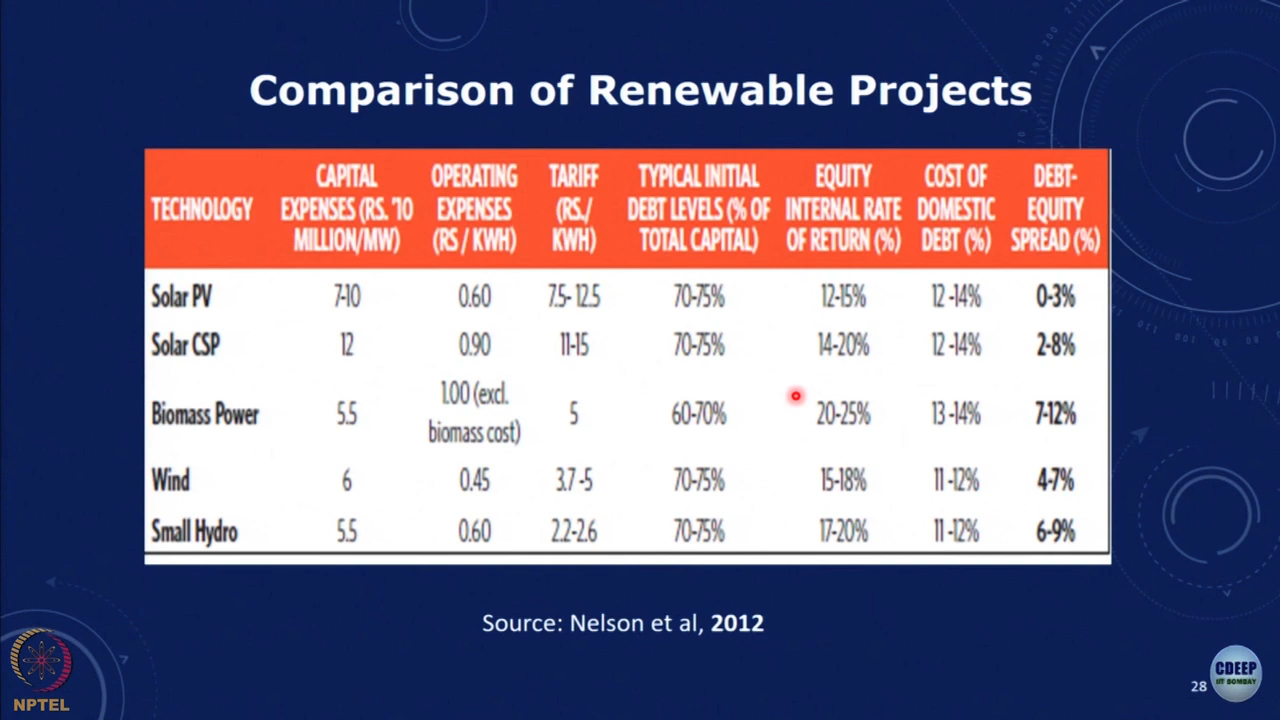 Comparison of Renewable Projects
TECHNOLOGY CAPITAL EXPENSES (RS. '10 MILLION/MW) OPERATING EXPENSES (RS / KWH) TARIFF (RS./ KWH) TYPICAL INITIAL DEBT LEVELS (% OF TOTAL CAPITAL) EQUITY INTERNAL RATE OF RETURN (%) COST OF DOMESTIC DEBT (%) DEBT-EQUITY SPREAD (%)
Solar PV 7-10 0.60 7.5- 12.5 70-75% 12-15% 12 -14% 0-3%
Solar CSP 12 0.90 11-15 70-75% 14-20% 12 -14% 2-8%
Biomass Power 5.5 1.00 (excl. biomass cost) 5 60-70% 20-25% 13 -14% 7-12%
Wind 6 0.45 3.7 -5 70-75% 15-18% 11 -12% 4-7%
Small Hydro 5.5 0.60 2.2-2.6 70-75% 17-20% 11 -12% 6-9%
Source: Nelson et al, 2012
NPTEL
28
CDEEP
IIT BOMBAY